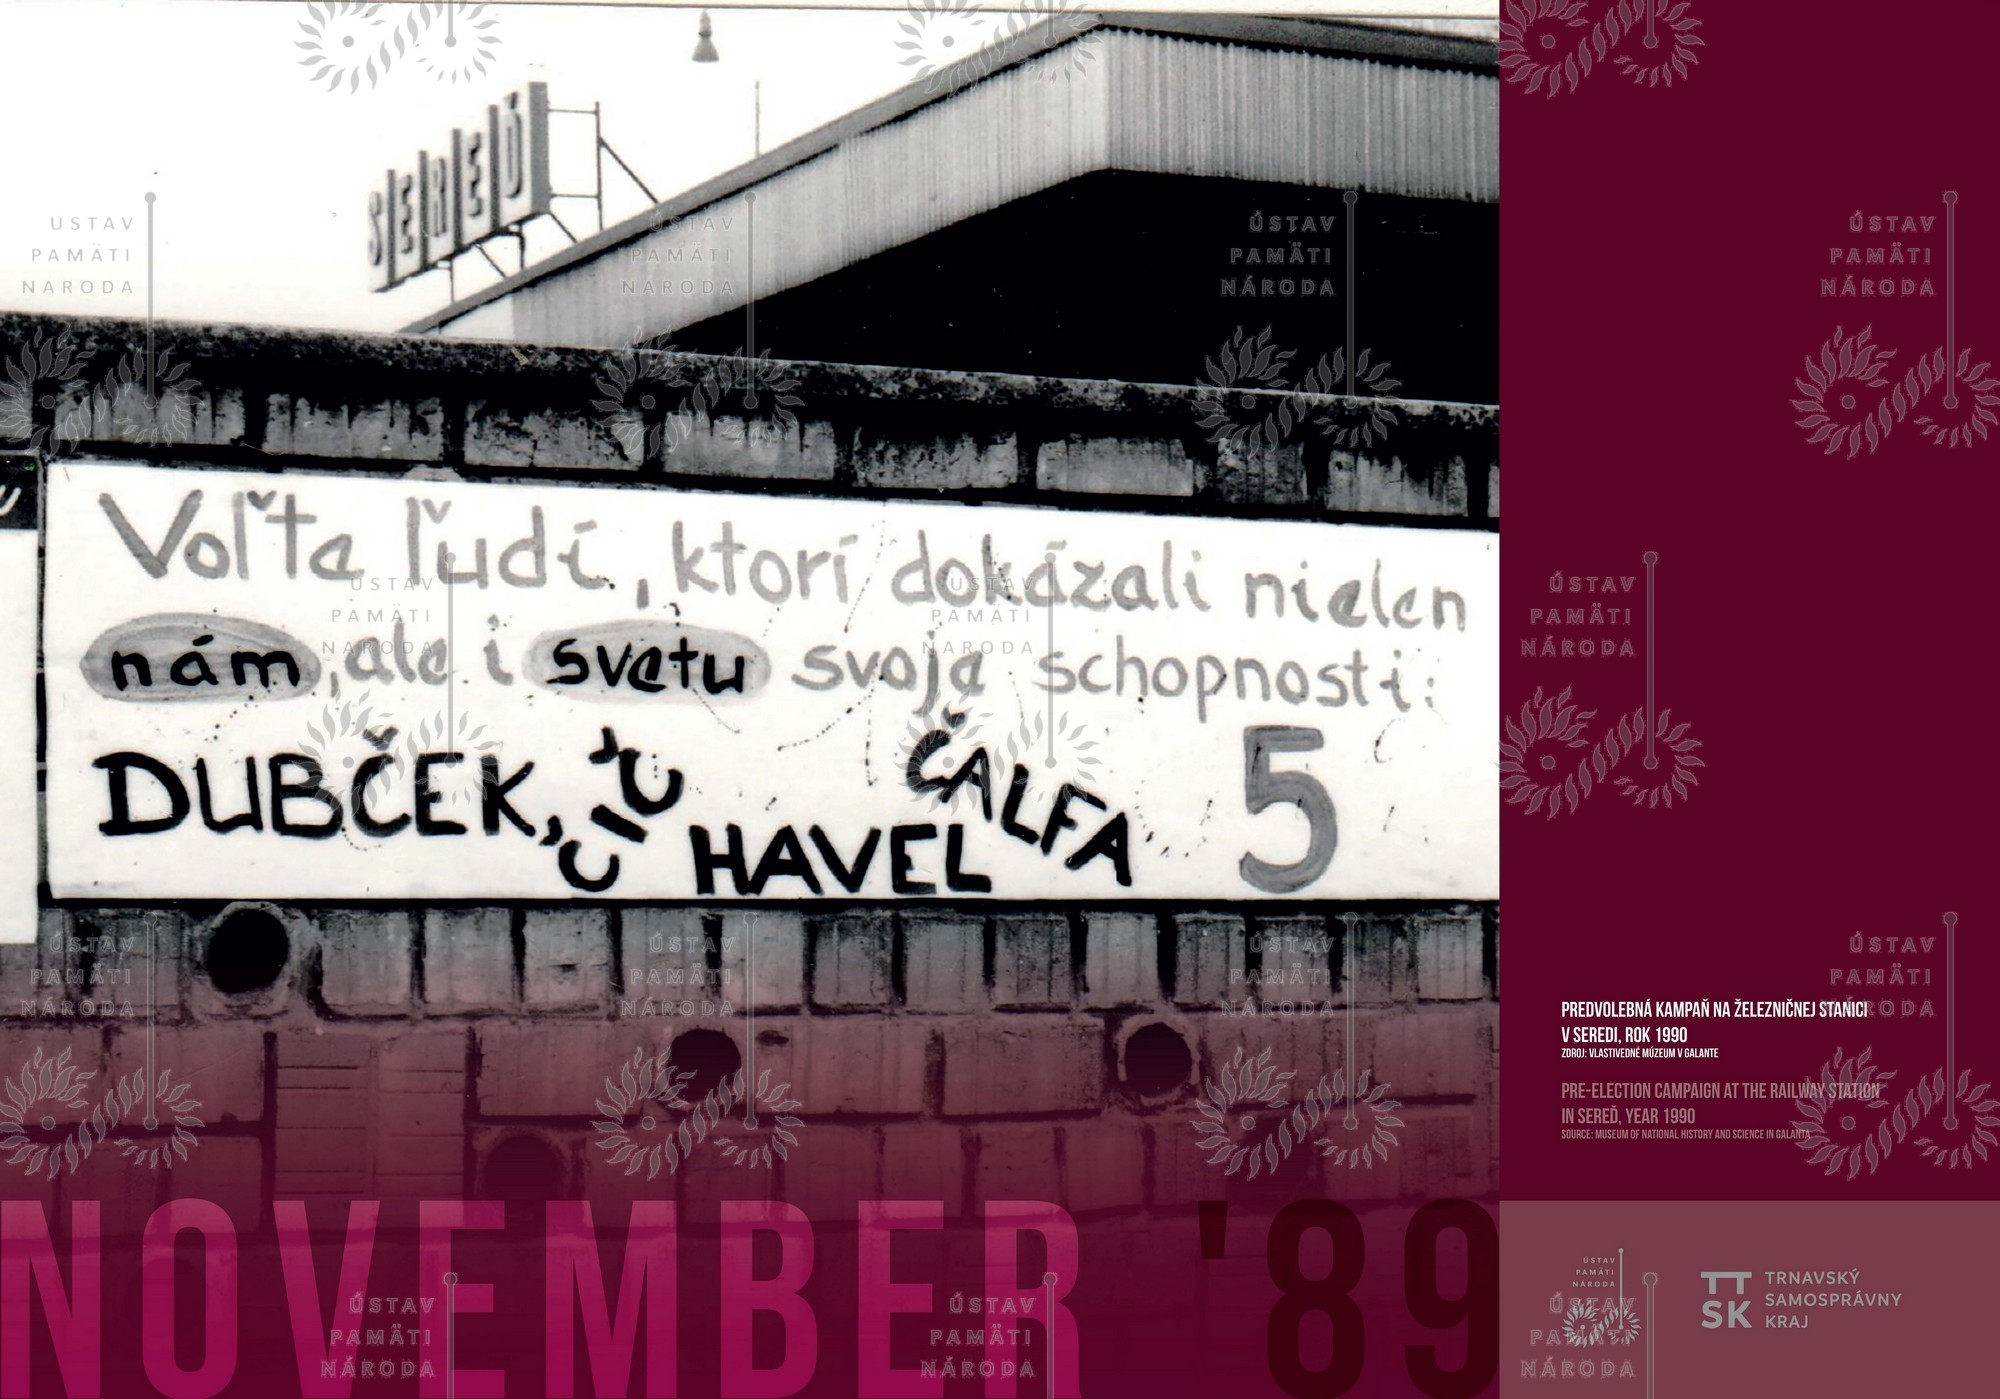 SEREĎ
Voľte ľudí, ktorí dokázali nielen
nám, ale i svetu svoje schopnosti:
DUBČEK, CIC HAVEL ČALFA 5
PREDVOLEBNÁ KAMPAŇ NA ŽELEZNIČNEJ STANICI
V SEREDI, ROK 1990
ZDROJ: VLASTIVEDNÉ MÚZEUM V GALANTE
PRE-ELECTION CAMPAIGN AT THE RAILWAY STATION
IN SEREĎ, YEAR 1990
SOURCE: MUSEUM OF NATIONAL HISTORY AND SCIENCE IN GALANTA
NOVEMBER '89
ÚSTAV
PAMÄTI
NÁRODA
TTSK
TRNAVSKÝ
SAMOSPRÁVNY
KRAJ